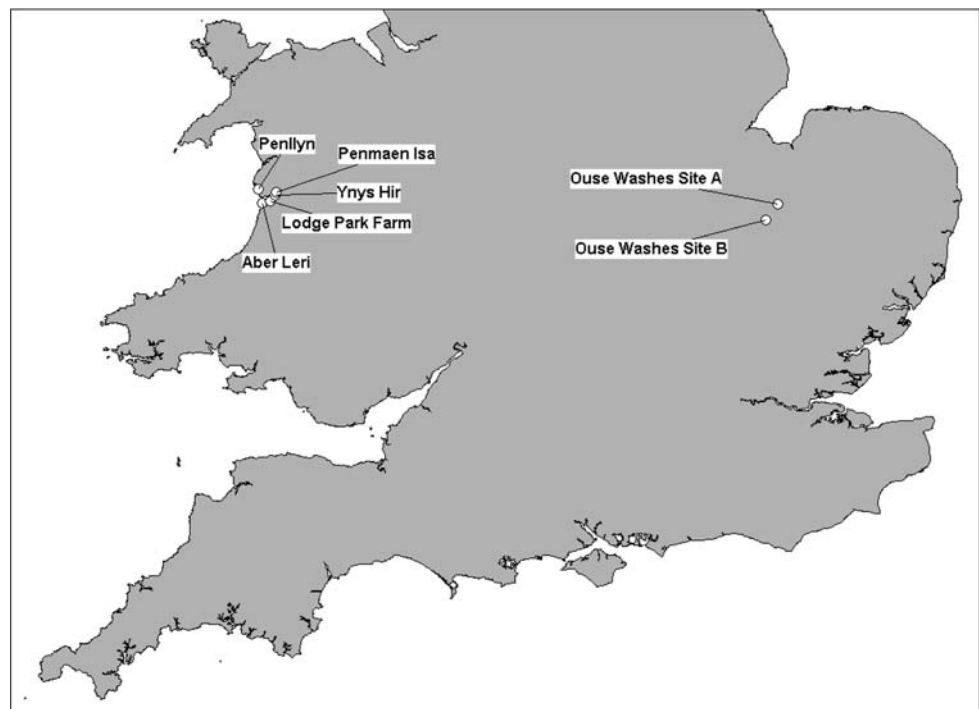 Penllyn
Penmaen Isa
Ynys Hir
Lodge Park Farm
Aber Leri
Ouse Washes Site A
Ouse Washes Site B